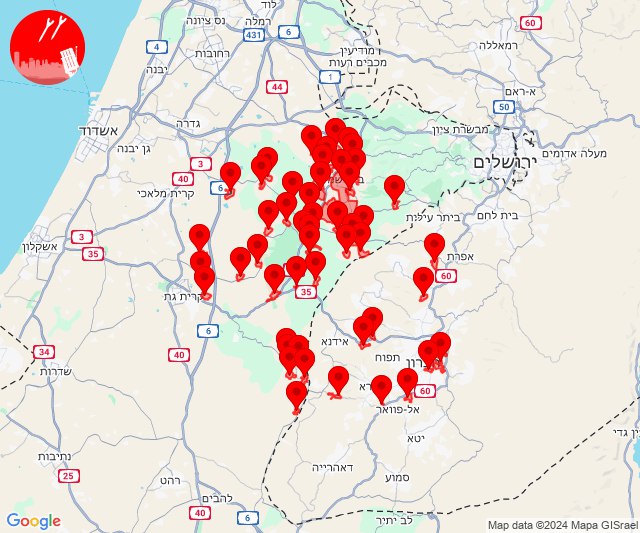 לוד
נס ציונה
רמלה
6
60
4
431
רחובות
מודיעין
מכבים רעות
רמאללה
יבנה
1
44
א-ראם
50
גדרה
אשדוד
מבשרת ציון
גן יבנה
3
ירושלים
מעלה אדומים
40
6
קרית מלאכי
בית לחם
ביתר עילית
3
אשקלון
35
אפרת
60
35
קרית גת
6
אידנא
34
40
תפוח
שדרות
60
אל-פוואר
יטא
נתיבות
דאהרייה
סמוע
25
רהט
להבים
40
6
לב יתיר
Google
Map data ©2024 Mapa GISrael